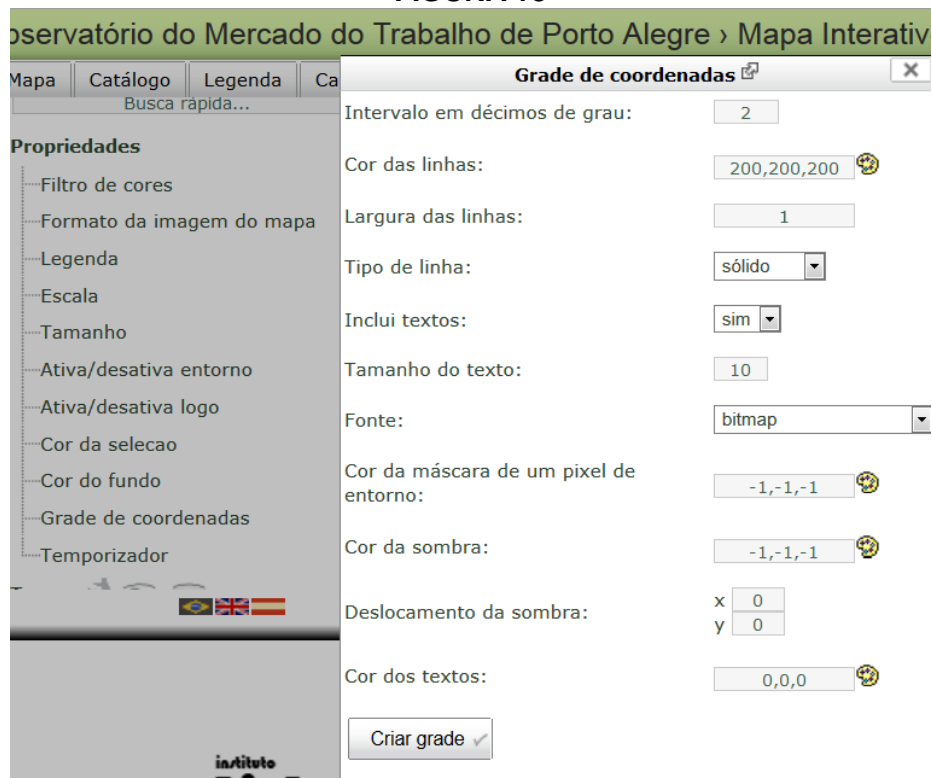 oservatório do Mercado do Trabalho de Porto Alegre › Mapa Interativ
Mapa Catálogo Legenda Ca
Busca rápida...
Propriedades
Filtro de cores
Formato da imagem do mapa
Legenda
Escala
Tamanho
Ativa/desativa entorno
Ativa/desativa logo
Cor da selecao
Cor do fundo
Grade de coordenadas
Temporizador
instituto
Grade de coordenadas
Intervalo em décimos de grau: 2
Cor das linhas: 200,200,200
Largura das linhas: 1
Tipo de linha: sólido
Inclui textos: sim
Tamanho do texto: 10
Fonte: bitmap
Cor da máscara de um pixel de
entorno: -1,-1,-1
Cor da sombra: -1,-1,-1
Deslocamento da sombra: x 0
y 0
Cor dos textos: 0,0,0
Criar grade